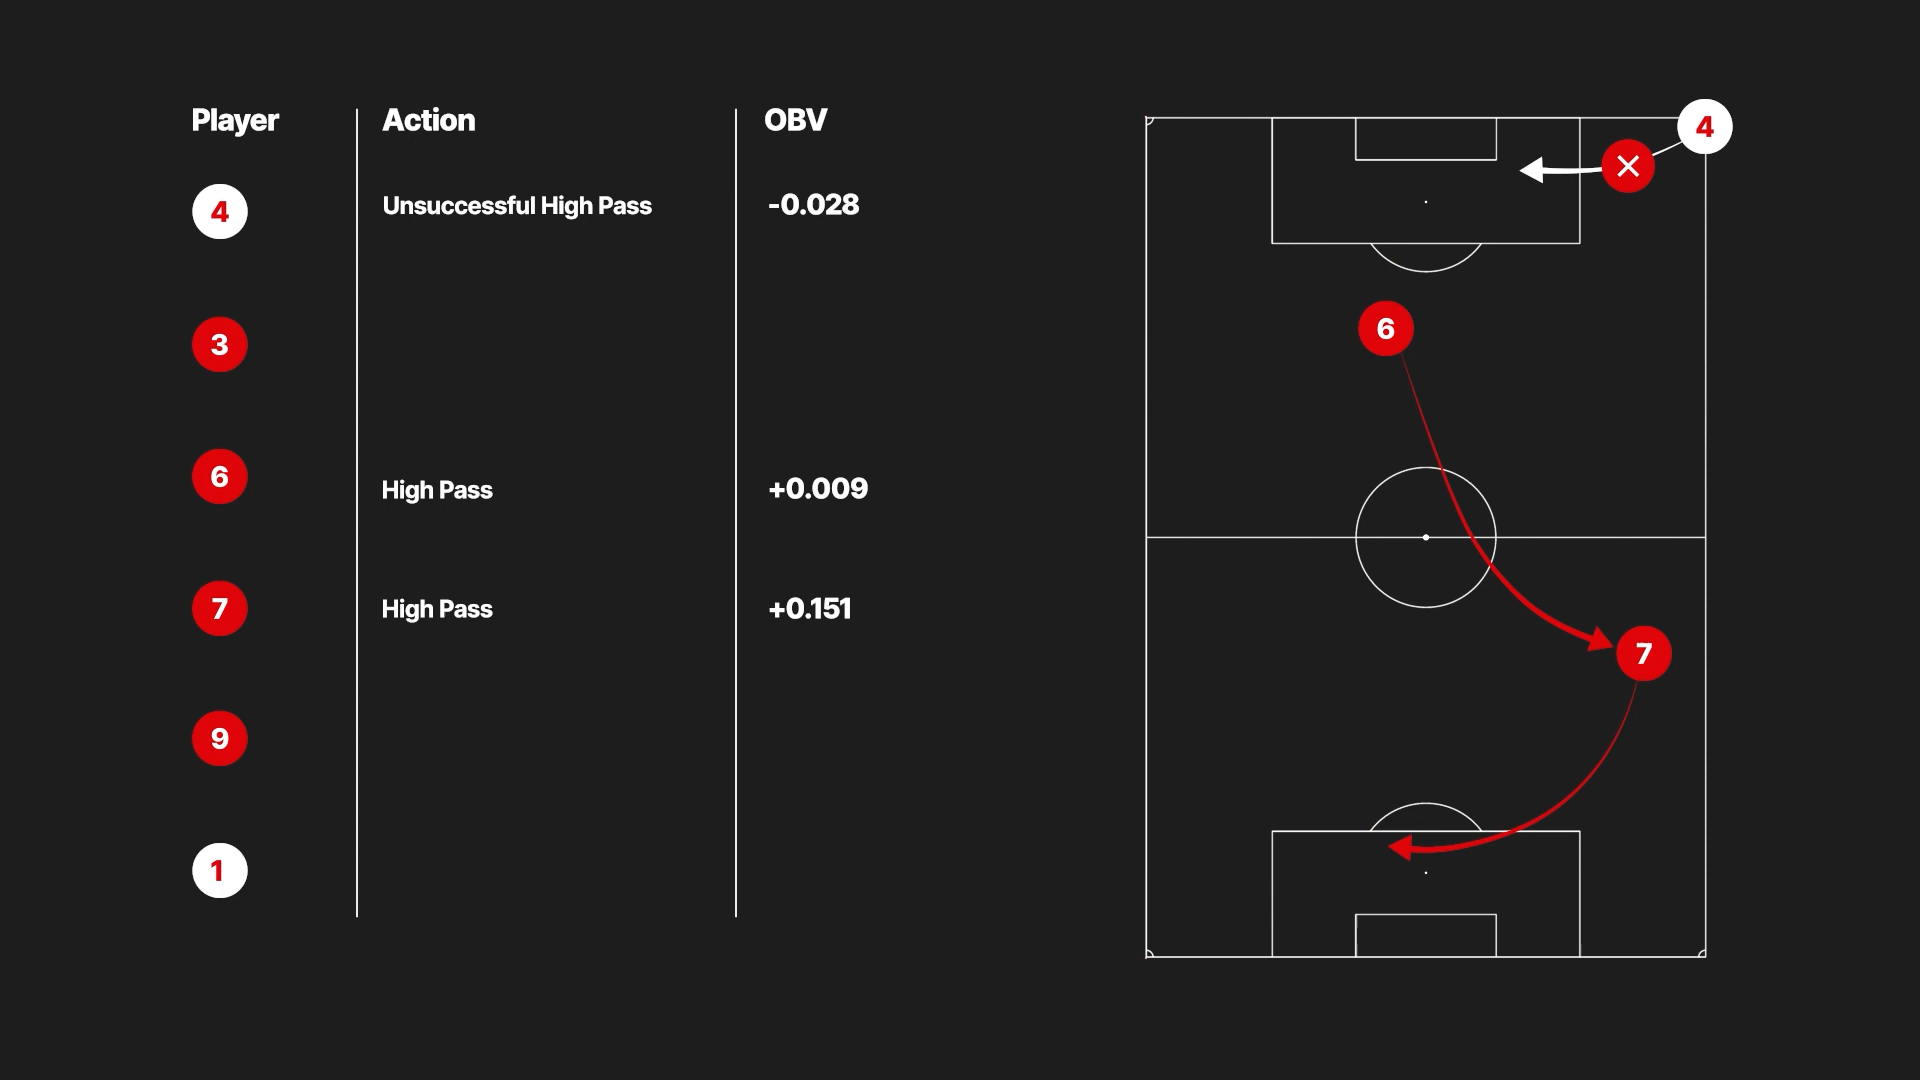 Player Action OBV
4 Unsuccessful High Pass -0.028
3
6 High Pass +0.009
7 High Pass +0.151
9
1
4
6
7